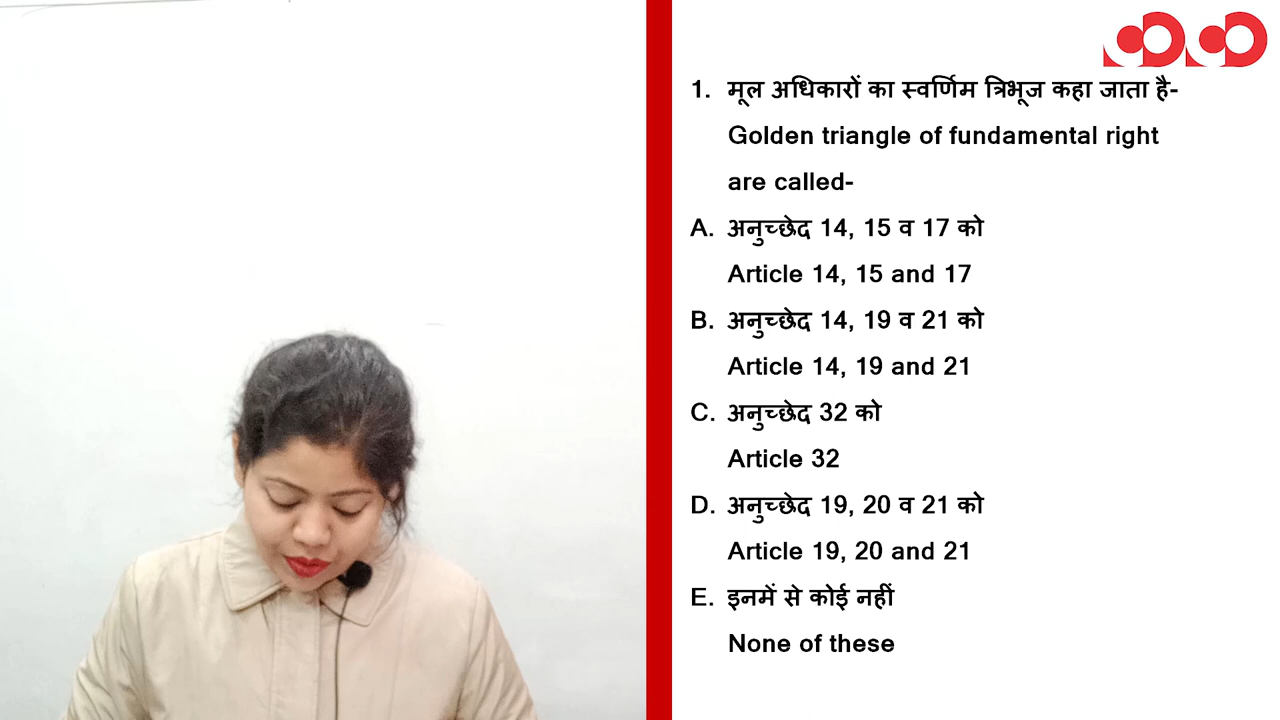 1. मूल अधिकारों का स्वर्णिम त्रिभूज कहा जाता है-
Golden triangle of fundamental right
are called-
A. अनुच्छेद 14, 15 व 17 को
Article 14, 15 and 17
B. अनुच्छेद 14, 19 व 21 को
Article 14, 19 and 21
C. अनुच्छेद 32 को
Article 32
D. अनुच्छेद 19, 20 व 21 को
Article 19, 20 and 21
E. इनमें से कोई नहीं
None of these